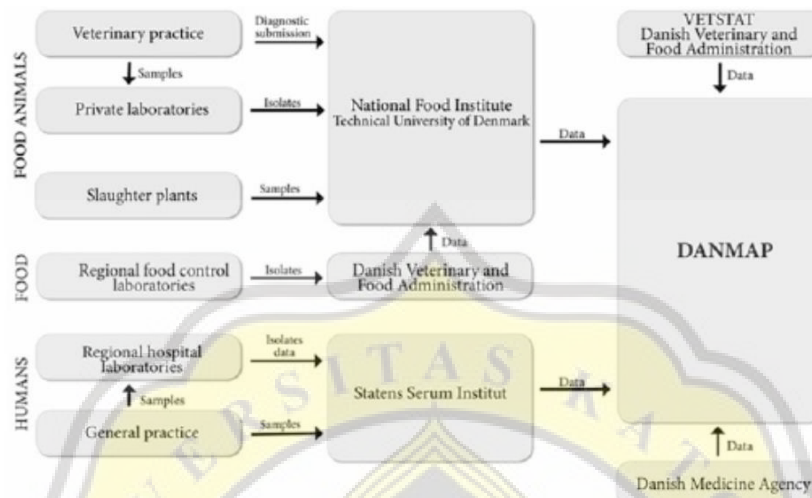 FOOD ANIMALS
Veterinary practice
Diagnostic
submission
Samples
Private laboratories
Isolates
Slaughter plants
Samples
National Food Institute
Technical University of Denmark
Data
VETSTAT
Danish Veterinary and
Food Administration
Data
DANMAP
FOOD
Regional food control
laboratories
Isolates
Danish Veterinary and
Food Administration
Data
HUMANS
Regional hospital
laboratories
Isolates
data
Samples
General practice
Samples
Statens Serum Institut
Data
Data
Danish Medicine Agency
VERSITAS KAT